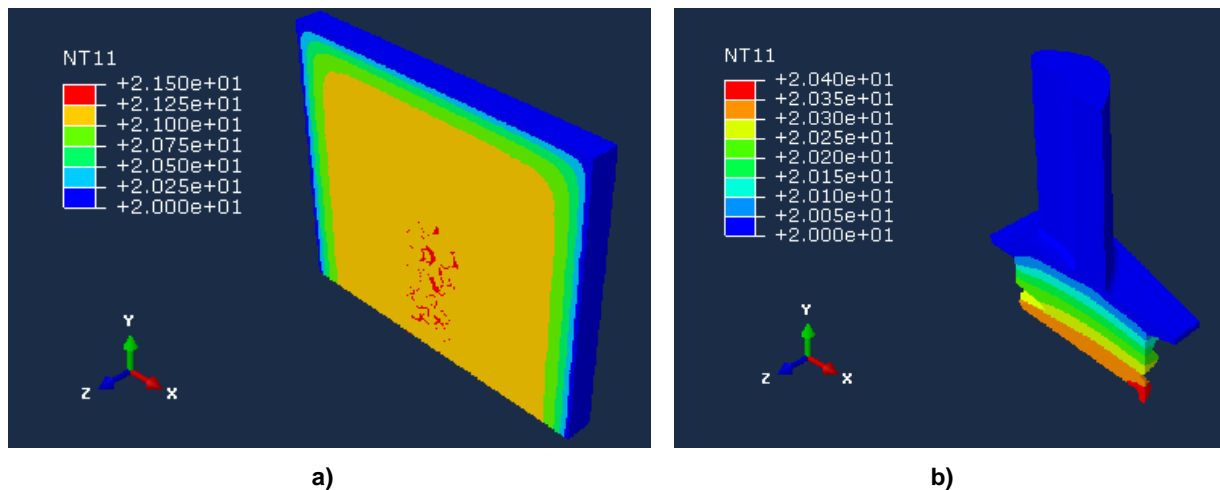 NT11
+2.150e+01
+2.125e+01
+2.100e+01
+2.075e+01
+2.050e+01
+2.025e+01
+2.000e+01
Y
Z
X
a)
NT11
+2.040e+01
+2.035e+01
+2.030e+01
+2.025e+01
+2.020e+01
+2.015e+01
+2.010e+01
+2.005e+01
+2.000e+01
Y
Z
X
b)